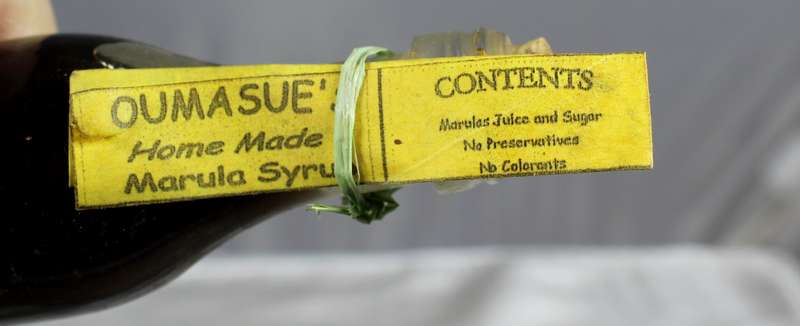 OUMASUE'S
Home Made
Marula Syru
CONTENTS
Marulas Juice and Sugar
No Preservatives
No Colorants